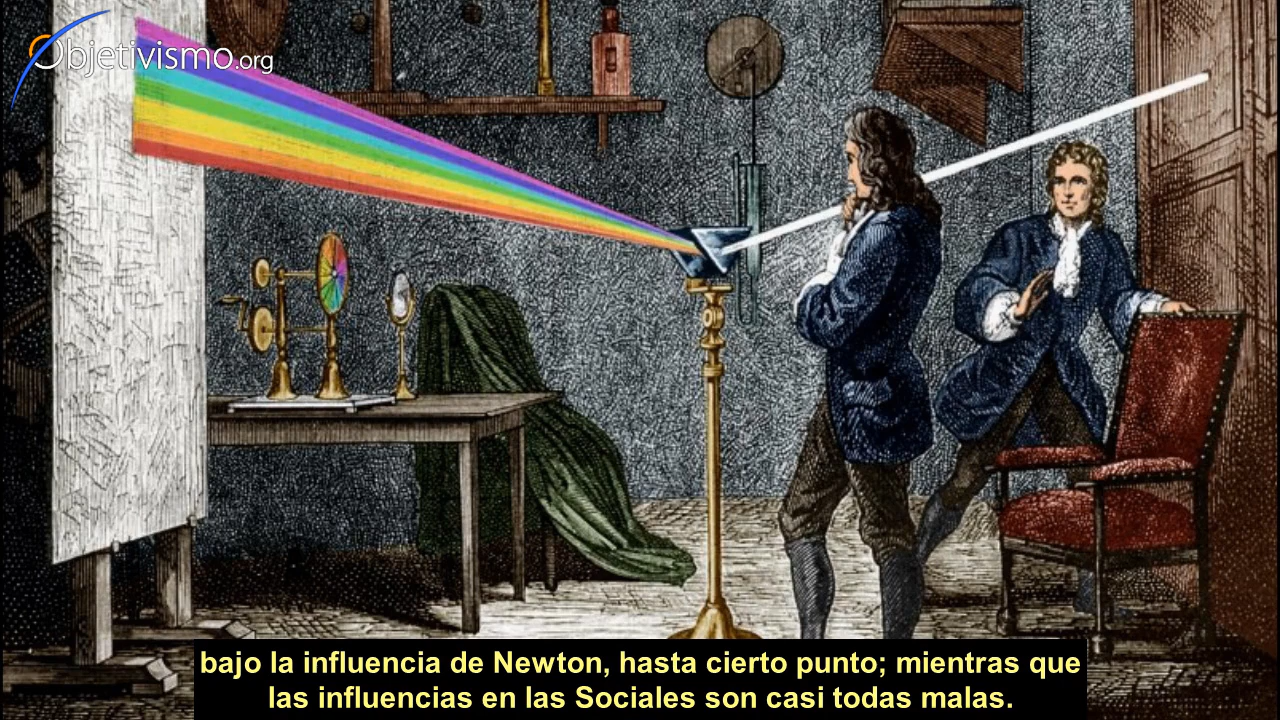 Objetivismo.org
bajo la influencia de Newton, hasta cierto punto; mientras que
las influencias en las Sociales son casi todas malas.